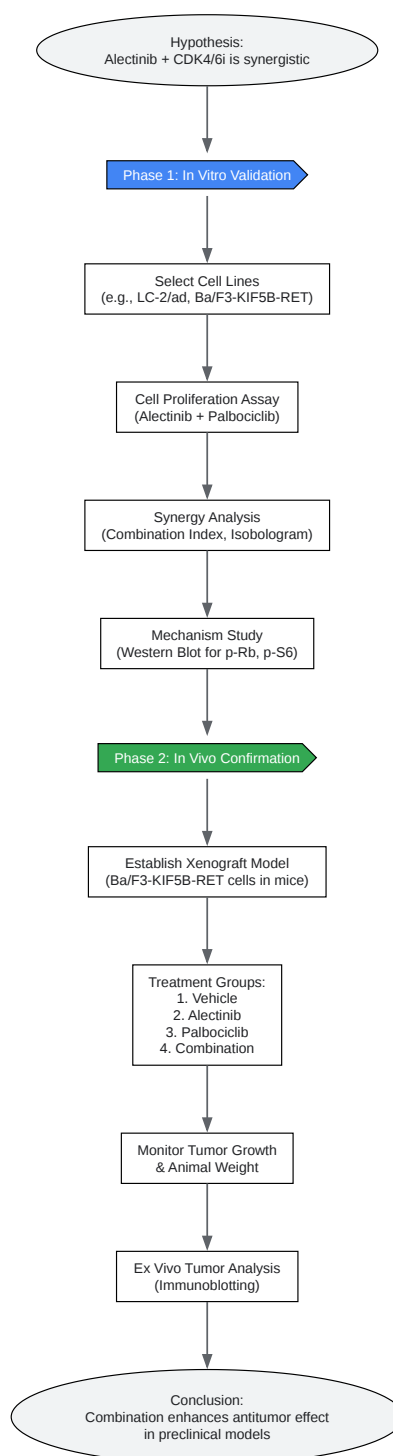 Hypothesis:
Alectinib + CDK4/6i is synergistic
Phase 1: In Vitro Validation
Select Cell Lines
(e.g., LC-2/ad, Ba/F3-KIF5B-RET)
Cell Proliferation Assay
(Alectinib + Palbociclib)
Synergy Analysis
(Combination Index, Isobologram)
Mechanism Study
(Western Blot for p-Rb, p-S6)
Phase 2: In Vivo Confirmation
Establish Xenograft Model
(Ba/F3-KIF5B-RET cells in mice)
Treatment Groups:
1. Vehicle
2. Alectinib
3. Palbociclib
4. Combination
Monitor Tumor Growth
& Animal Weight
Ex Vivo Tumor Analysis
(Immunoblotting)
Conclusion:
Combination enhances antitumor effect
in preclinical models